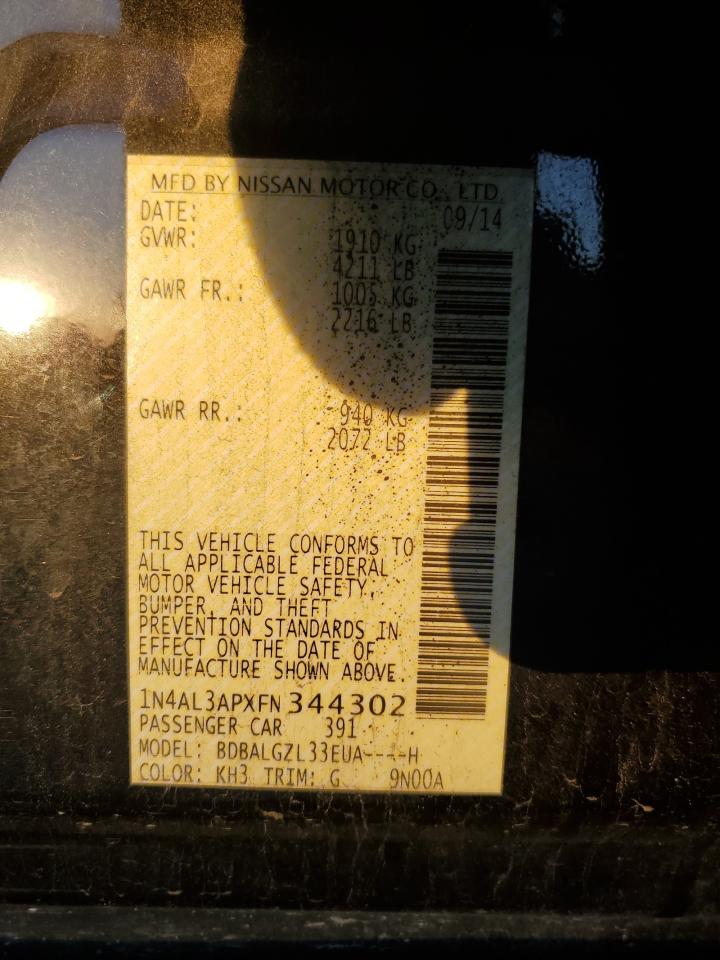 MFD BY NISSAN MOTOR CO., LTD
DATE: 09/14
GVWR: 1910 KG
4211 LB
GAWR FR.: 1005 KG
2216 LB
GAWR RR.: 940 KG
2072 LB
THIS VEHICLE CONFORMS TO
ALL APPLICABLE FEDERAL
MOTOR VEHICLE SAFETY,
BUMPER, AND THEFT
PREVENTION STANDARDS IN
EFFECT ON THE DATE OF
MANUFACTURE SHOWN ABOVE.
1N4AL3APXFN344302
PASSENGER CAR 391
MODEL: BDBALGZL33EUA----H
COLOR: KH3 TRIM: G 9N00A